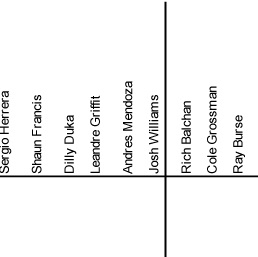 Sergio Herrera
Shaun Francis
Dilly Duka
Leandre Griffit
Andres Mendoza
Josh Williams
Rich Balchan
Cole Grossman
Ray Burse